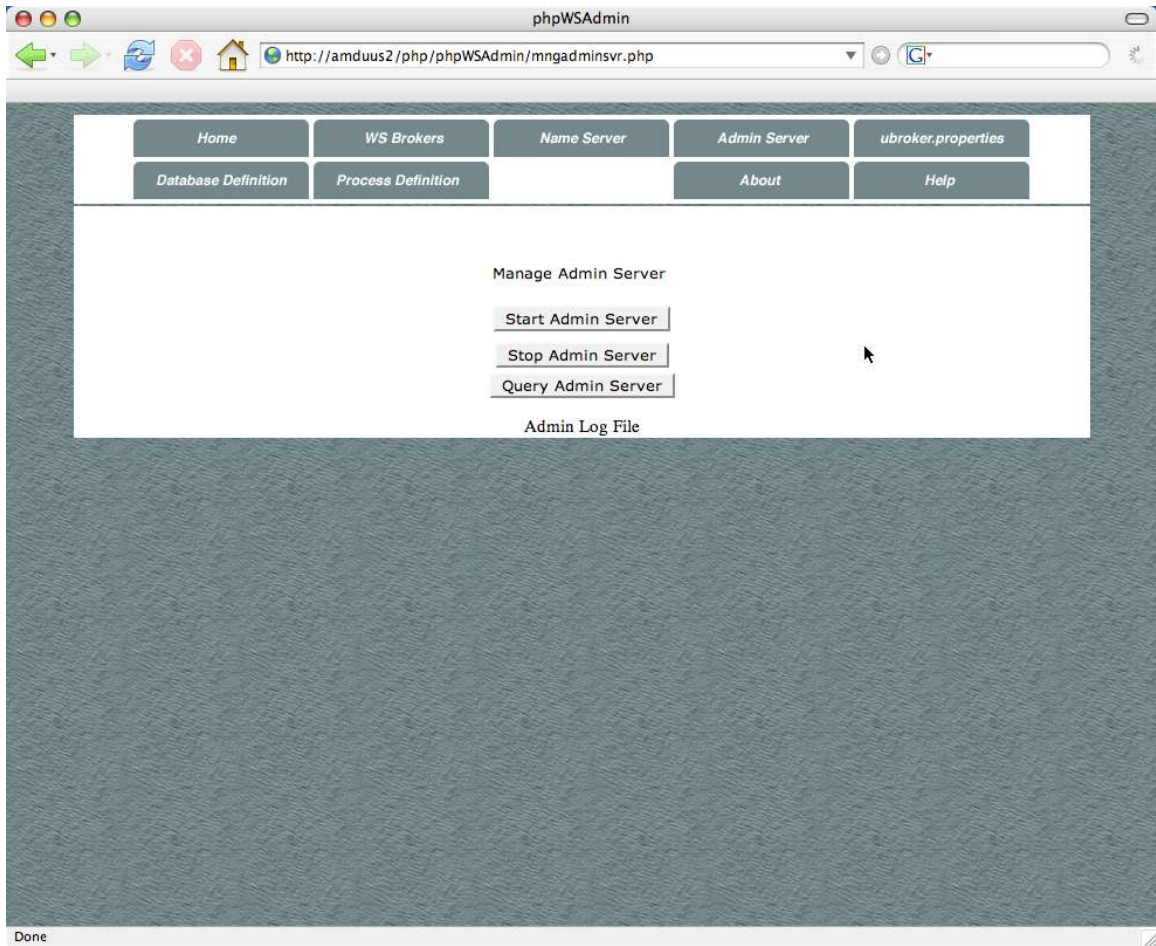 phpWSAdmin
http://amduus2/php/phpWSAdmin/mngadminsvr.php
G
Home WS Brokers Name Server Admin Server ubroker.properties
Database Definition Process Definition About Help
Manage Admin Server
Start Admin Server
Stop Admin Server
Query Admin Server
Admin Log File
Done